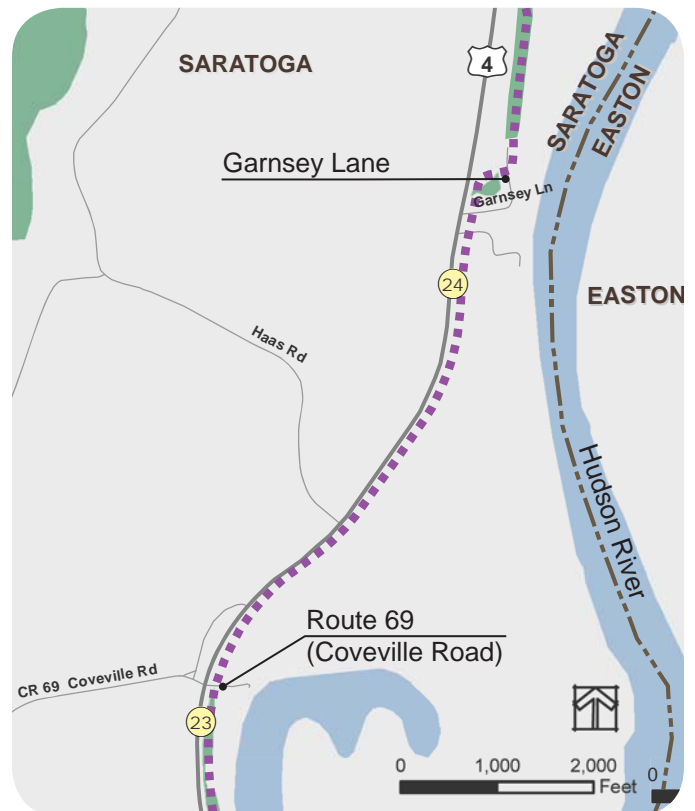 SARATOGA
4
SARATOGA
EASTON
Garnsey Lane
Garnsey Ln
24
EASTON
Haas Rd
Hudson River
Route 69
(Coveville Road)
CR 69 Coveville Rd
23
0 1,000 2,000
Feet
0